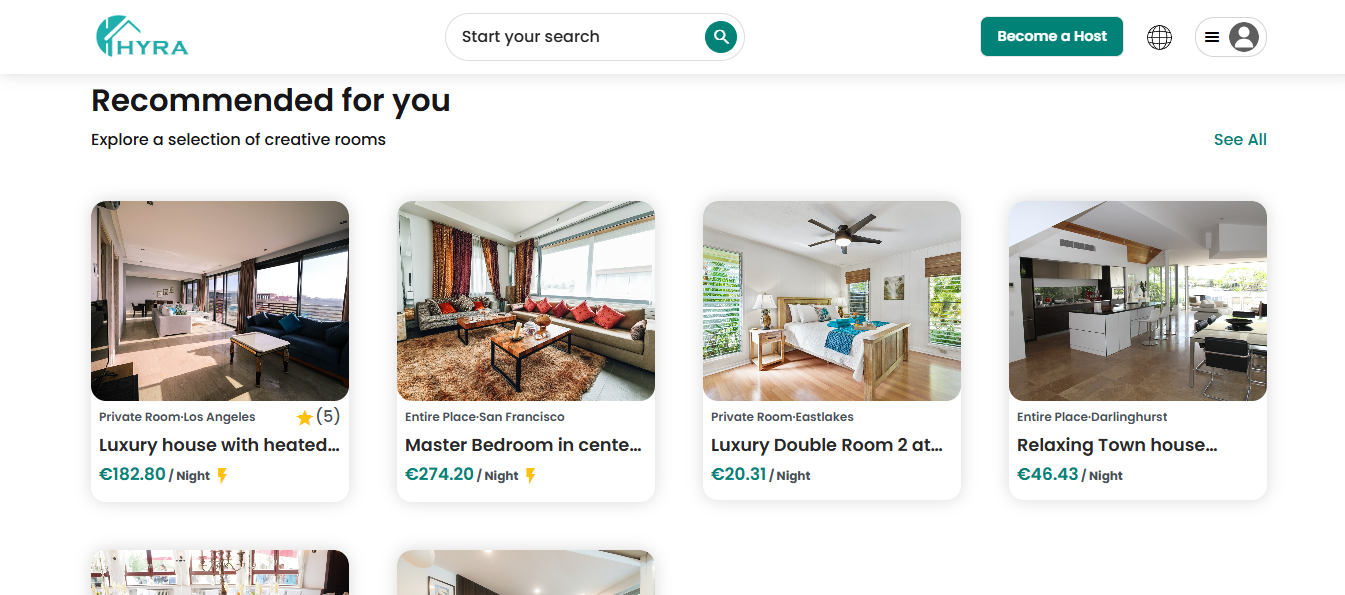 HYRA
Start your search
Become a Host
Recommended for you
Explore a selection of creative rooms
See All
Private Room·Los Angeles
(5)
Luxury house with heated...
€182.80 / Night
Entire Place·San Francisco
Master Bedroom in cente...
€274.20 / Night
Private Room·Eastlakes
Luxury Double Room 2 at...
€20.31 / Night
Entire Place·Darlinghurst
Relaxing Town house...
€46.43 / Night